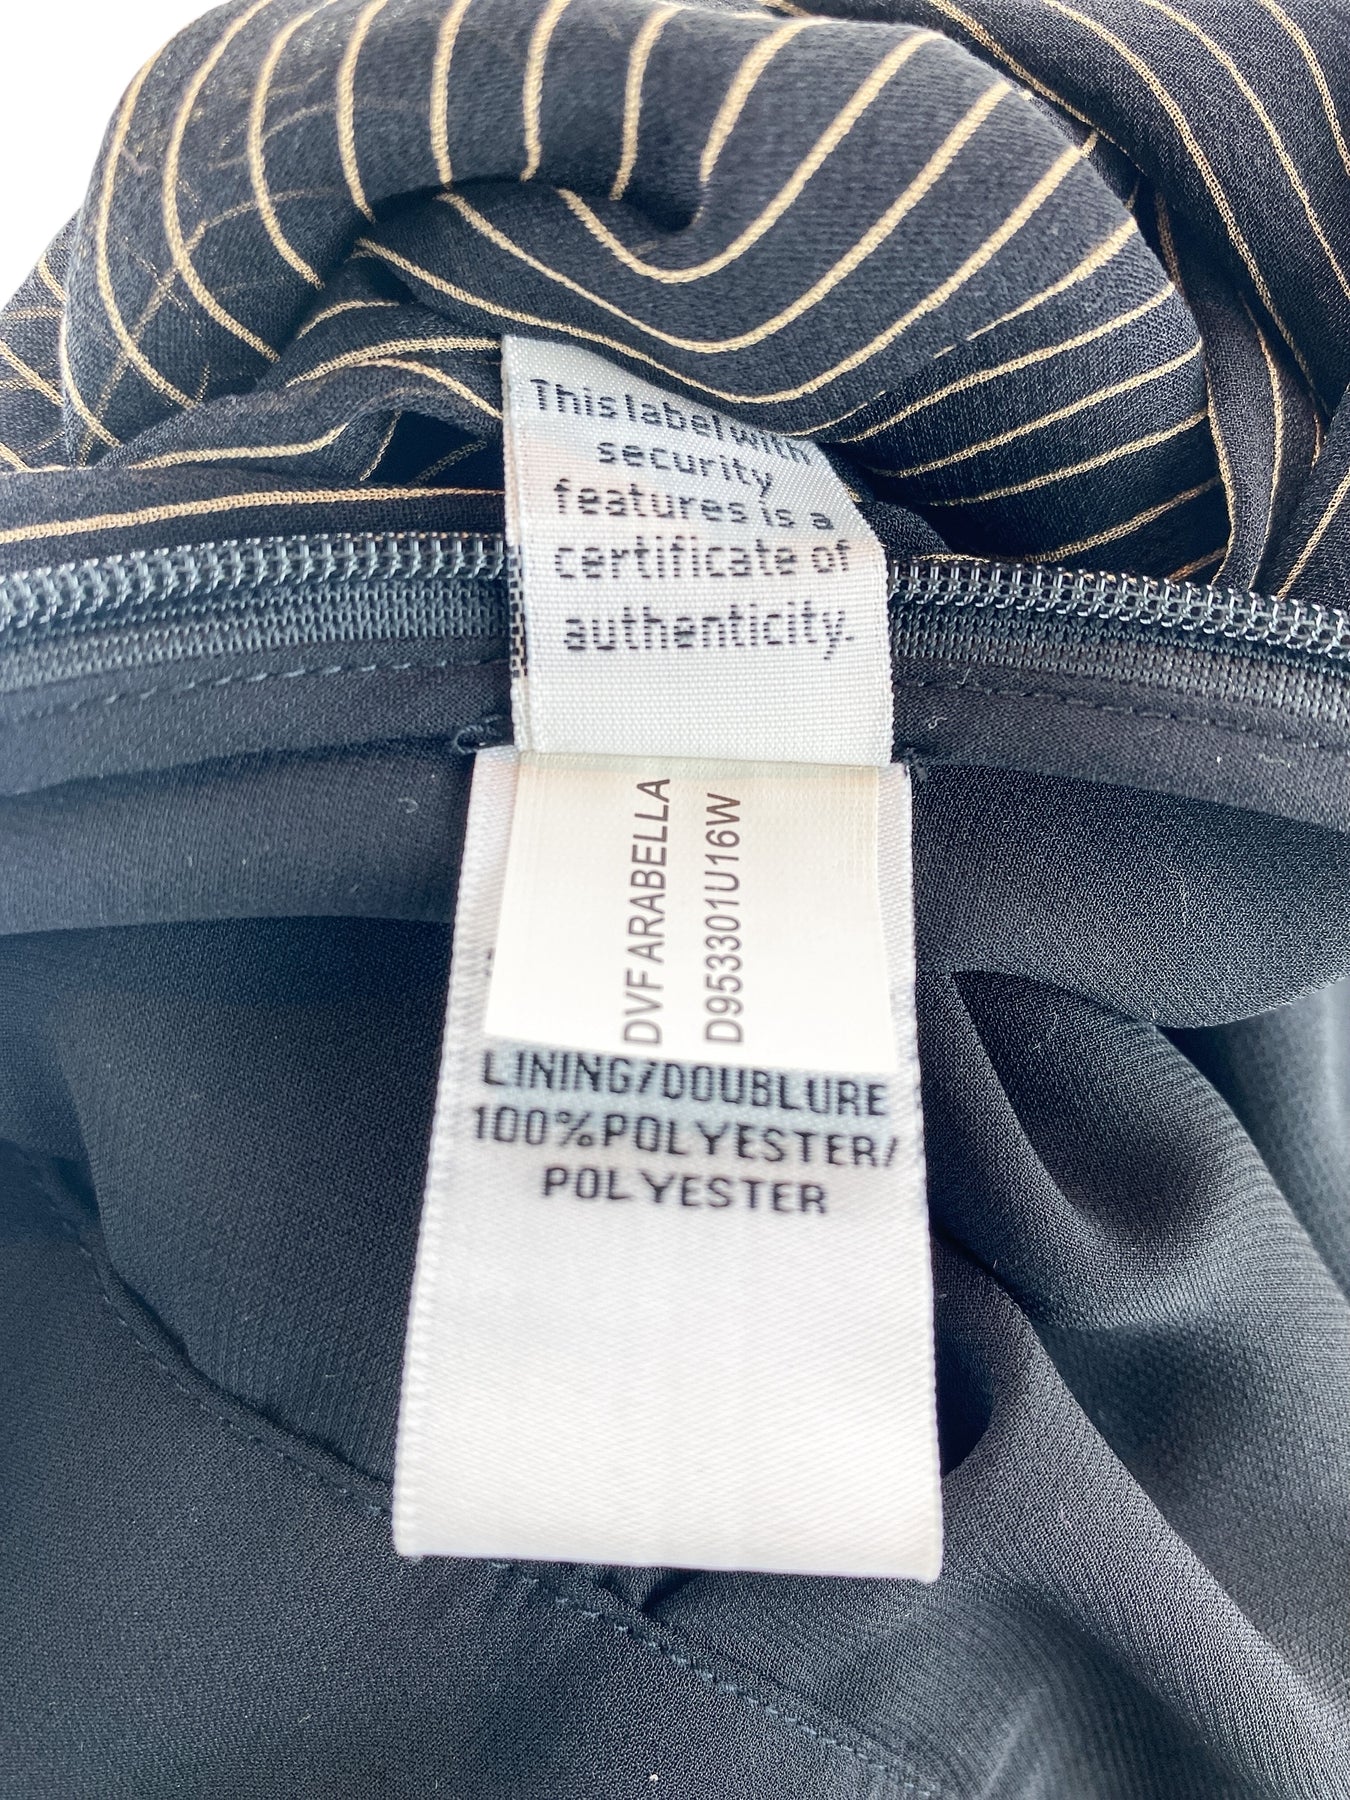 This label with
security
features is a
certificate of
authenticity.
DVF ARABELLA
D953301U16W
LINING/DOUBLURE
100%POLYESTER/
POLYESTER